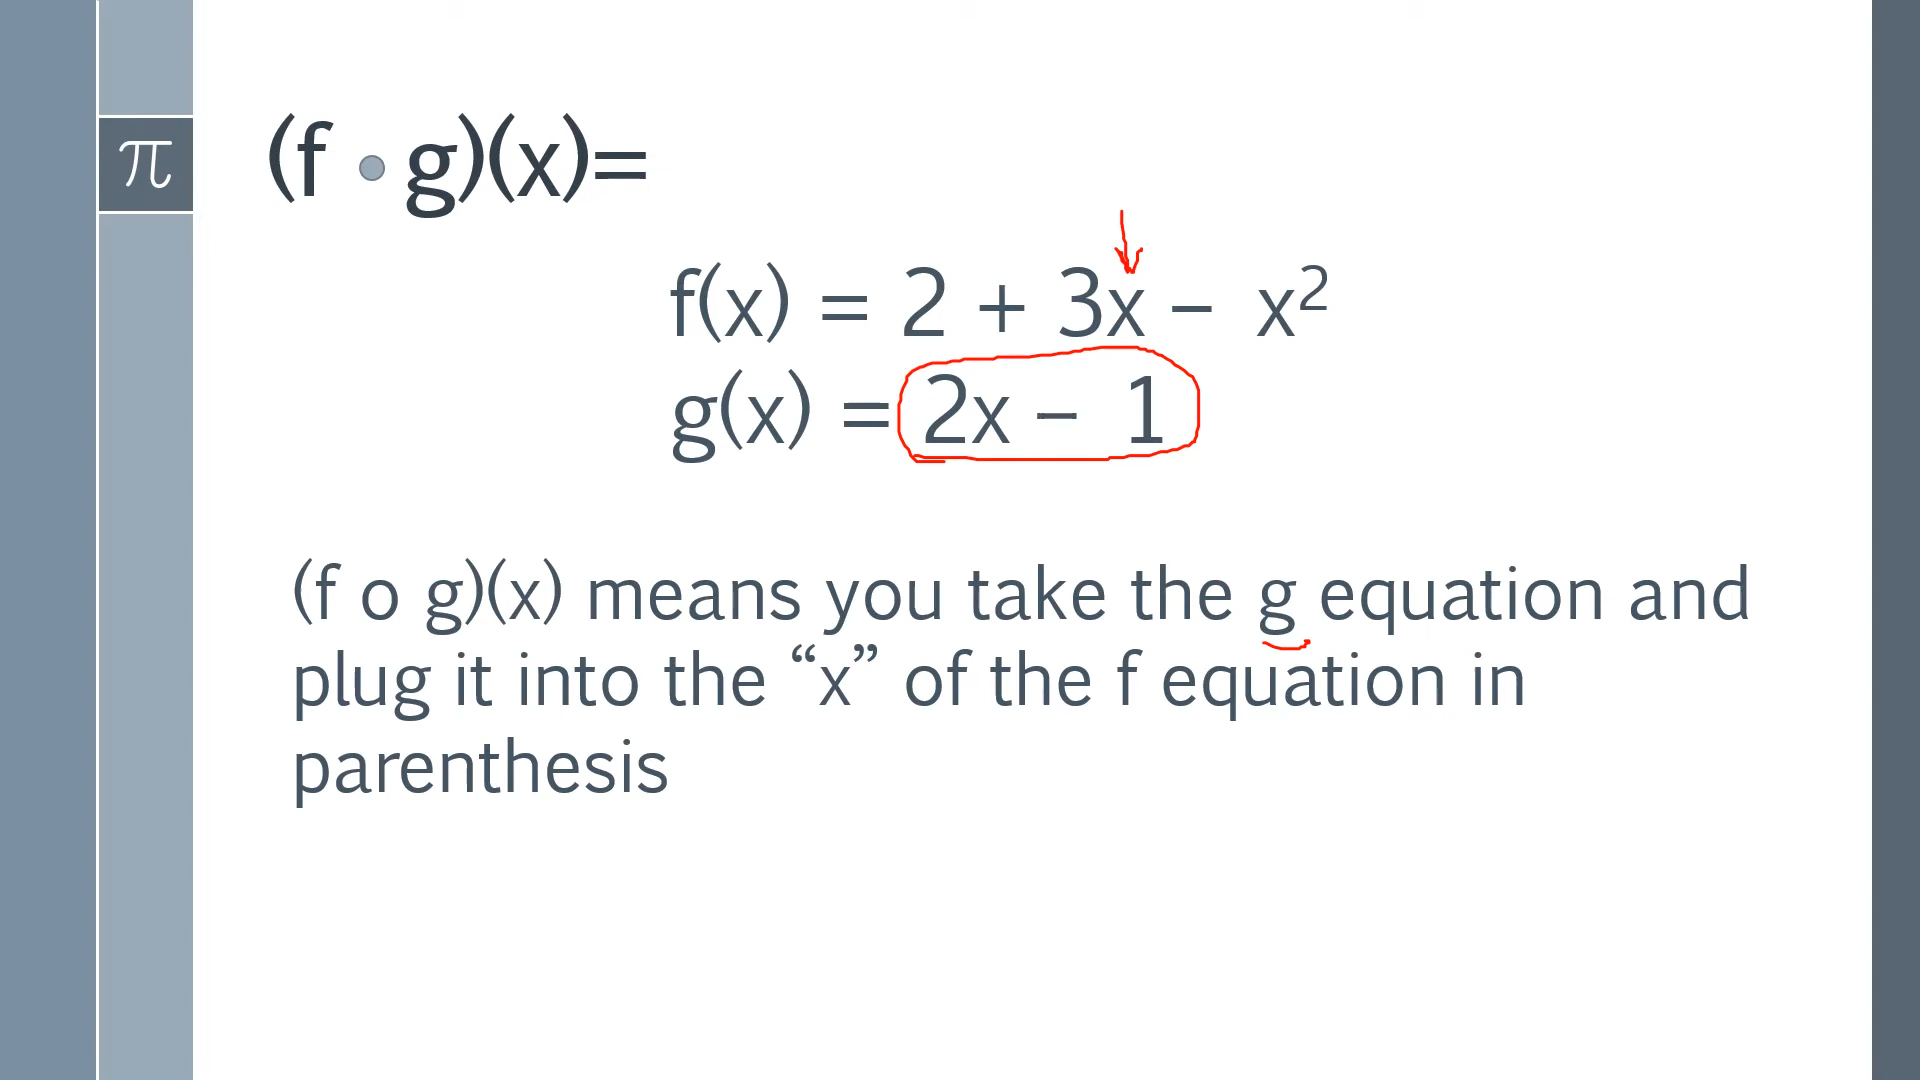 π
(f • g)(x)=
f(x) = 2 + 3x – x²
g(x) = 2x – 1
(f o g)(x) means you take the g equation and
plug it into the “x” of the f equation in
parenthesis